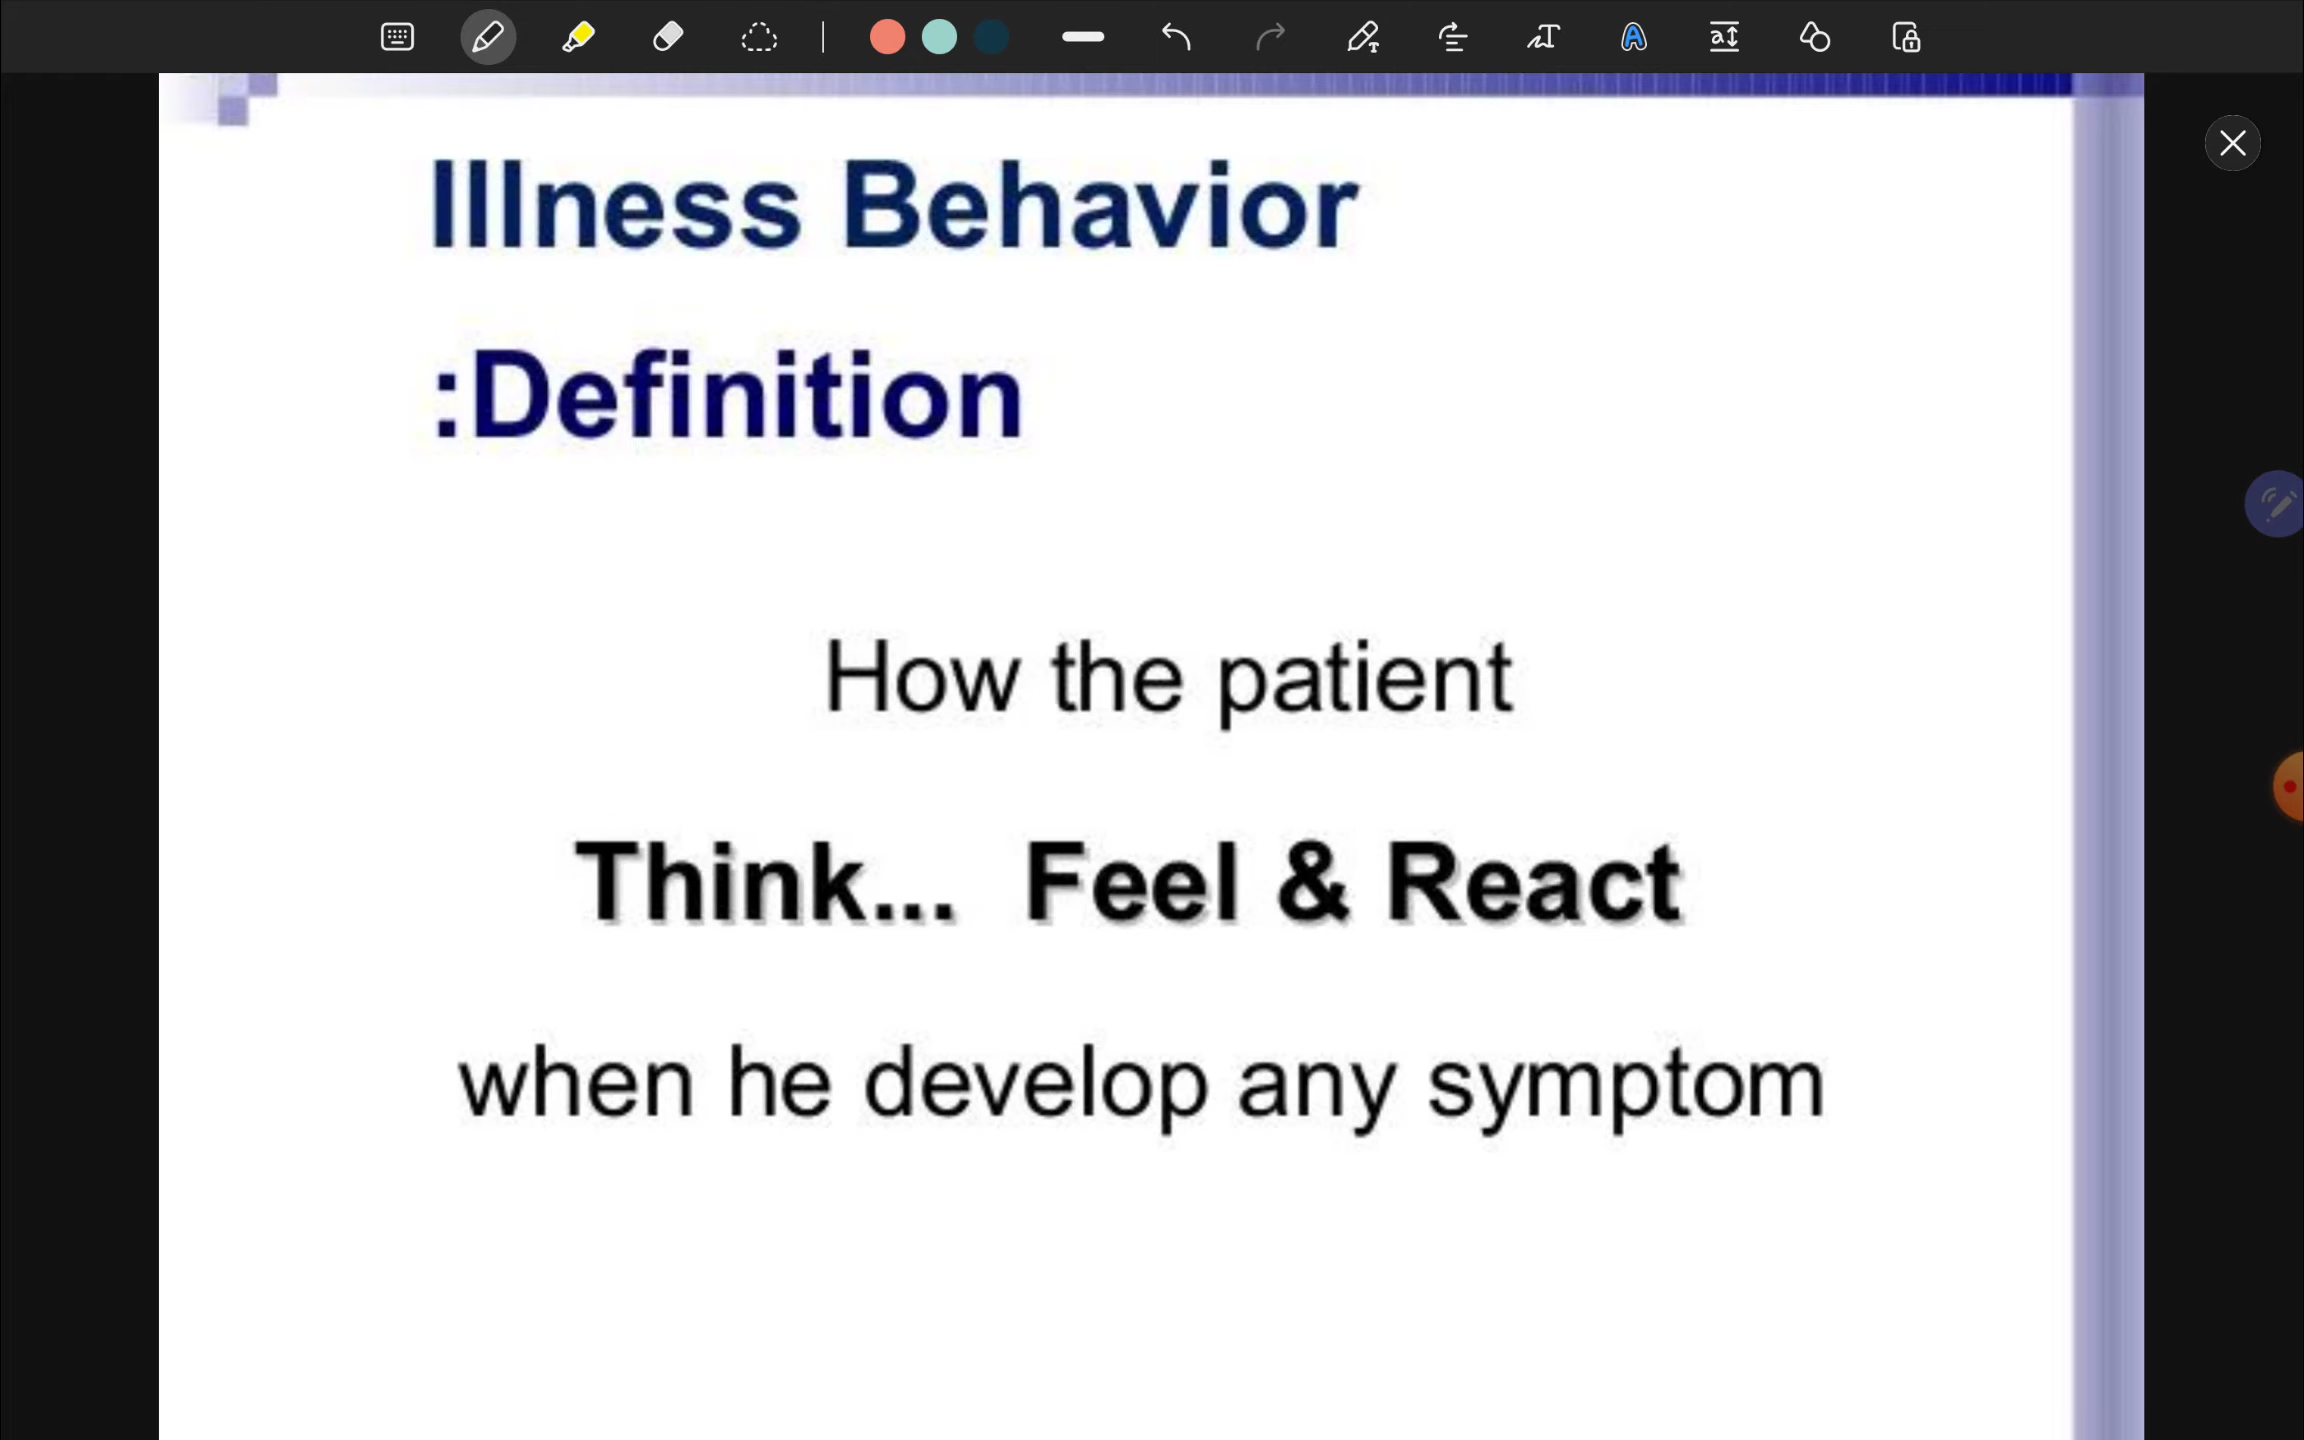 Illness Behavior
:Definition
How the patient
Think... Feel & React
when he develop any symptom